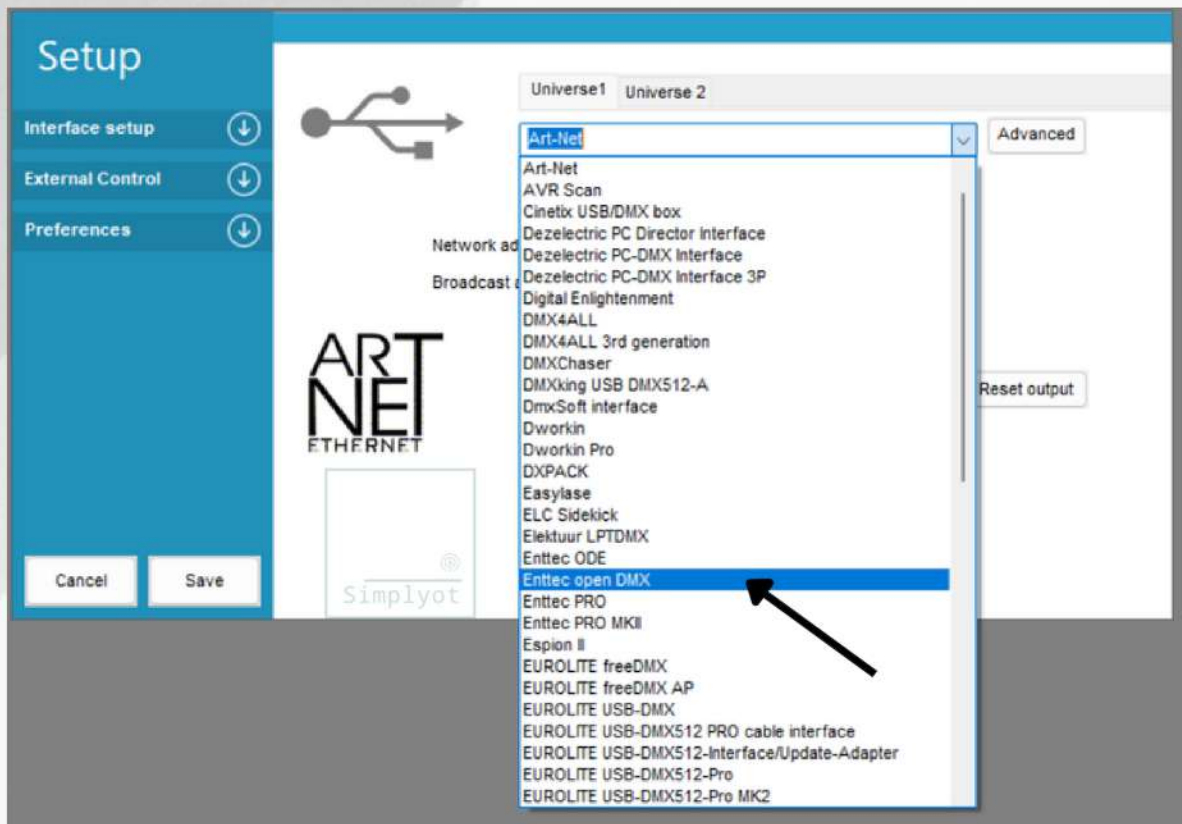 Setup
Interface setup
External Control
Preferences
Cancel
Save
Universe1
Universe 2
Art-Net
Advanced
Network ad
Broadcast a
Art-Net
AVR Scan
Cinetix USB/DMX box
Dezelectric PC Director Interface
Dezelectric PC-DMX Interface
Dezelectric PC-DMX Interface 3P
Digital Enlightenment
DMX4ALL
DMX4ALL 3rd generation
DMXChaser
DMXking USB DMX512-A
DmxSoft interface
Dworkin
Dworkin Pro
DXPACK
Easylase
ELC Sidekick
Elektuur LPTDMX
Enttec ODE
Enttec open DMX
Enttec PRO
Enttec PRO MKII
Espion II
EUROLITE freeDMX
EUROLITE freeDMX AP
EUROLITE USB-DMX
EUROLITE USB-DMX512 PRO cable interface
EUROLITE USB-DMX512-Interface/Update-Adapter
EUROLITE USB-DMX512-Pro
EUROLITE USB-DMX512-Pro MK2
Reset output
ART
NET
ETHERNET
Simplyot